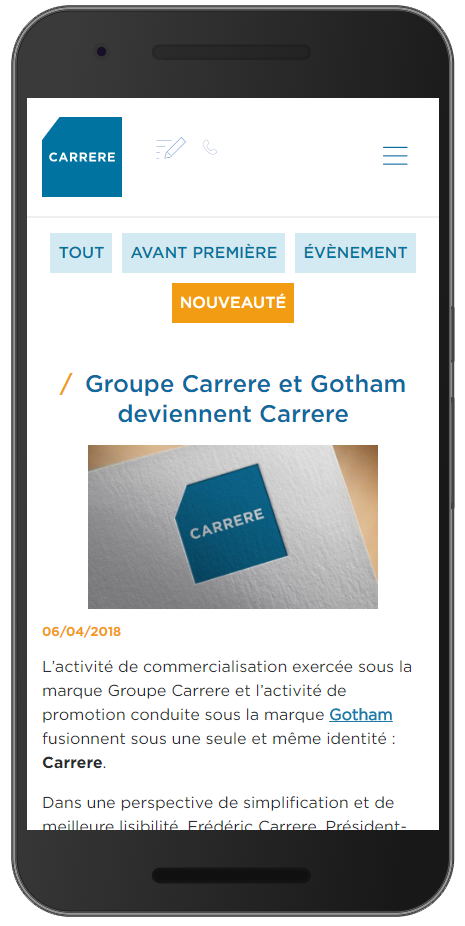 CARRERE
TOUT
AVANT PREMIÈRE
ÉVÈNEMENT
NOUVEAUTÉ
/ Groupe Carrere et Gotham
deviennent Carrere
CARRERE
06/04/2018
L’activité de commercialisation exercée sous la
marque Groupe Carrere et l’activité de
promotion conduite sous la marque Gotham
fusionnent sous une seule et même identité :
Carrere.
Dans une perspective de simplification et de
meilleure lisibilité, Frédéric Carrere, Président-